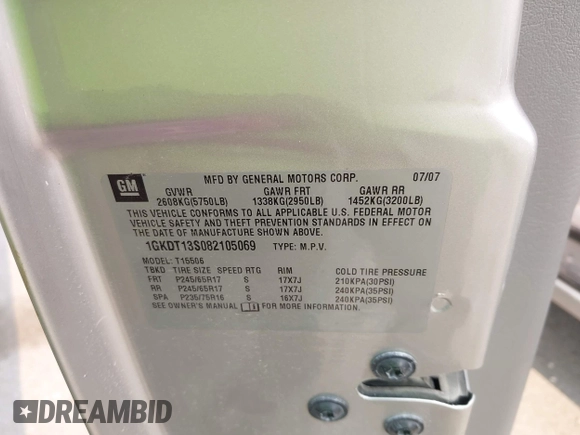 GM
MFD BY GENERAL MOTORS CORP. 07/07
GVWR GAWR FRT GAWR RR
2608KG(5750LB) 1338KG(2950LB) 1452KG(3200LB)
THIS VEHICLE CONFORMS TO ALL APPLICABLE U.S. FEDERAL MOTOR
VEHICLE SAFETY AND THEFT PREVENTION STANDARDS IN EFFECT ON THE
DATE OF MANUFACTURE SHOWN ABOVE.
1GKDT13S082105069 TYPE: M.P.V.
MODEL: T15506
TBKD TIRE SIZE SPEED RTG RIM COLD TIRE PRESSURE
FRT P245/65R17 S 17X7J 210KPA(30PSI)
RR P245/65R17 S 17X7J 240KPA(35PSI)
SPA P235/75R16 S 16X7J 240KPA(35PSI)
SEE OWNER'S MANUAL FOR MORE INFORMATION.
DREAMBID